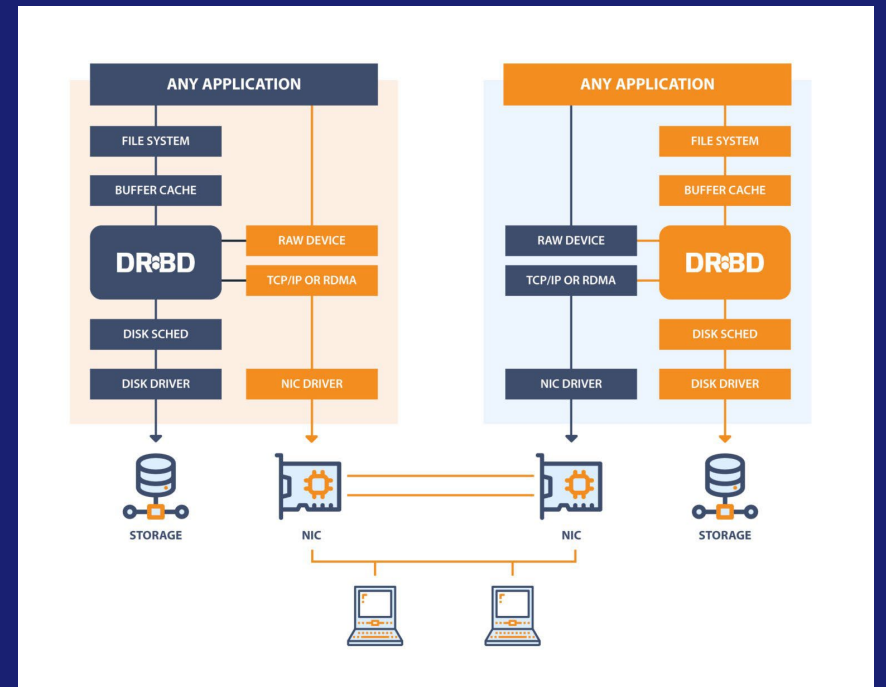 ANY APPLICATION
FILE SYSTEM
BUFFER CACHE
RAW DEVICE
DRBD
TCP/IP OR RDMA
DISK SCHED
DISK DRIVER
NIC DRIVER
STORAGE
NIC
ANY APPLICATION
FILE SYSTEM
BUFFER CACHE
RAW DEVICE
DRBD
TCP/IP OR RDMA
DISK SCHED
NIC DRIVER
DISK DRIVER
NIC
STORAGE